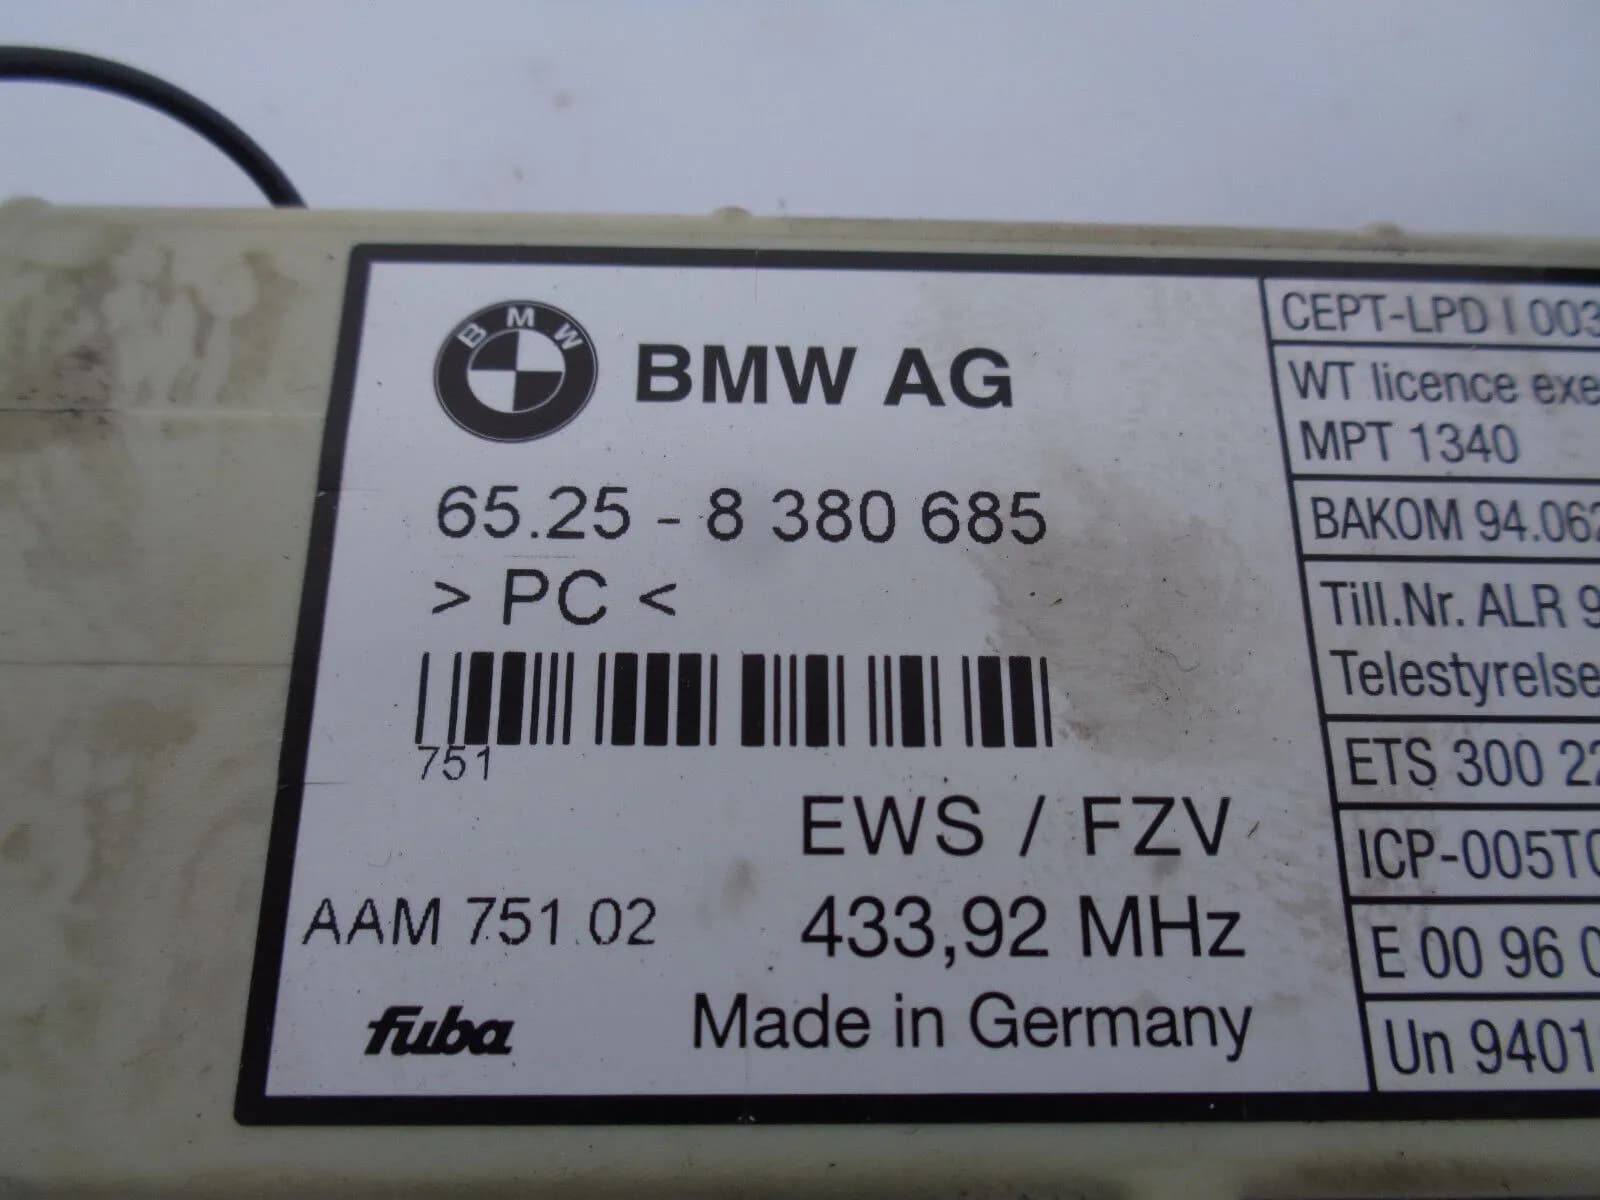 BMW
BMW AG
65.25 - 8 380 685
> PC <
751
EWS / FZV
AAM 751.02
433,92 MHz
fuba
Made in Germany
CEPT-LPD I 003
WT licence exe
MPT 1340
BAKOM 94.062
Till.Nr. ALR 9
Telestyrelse
ETS 300 22
ICP-005T
E 00 96 0
Un 9401